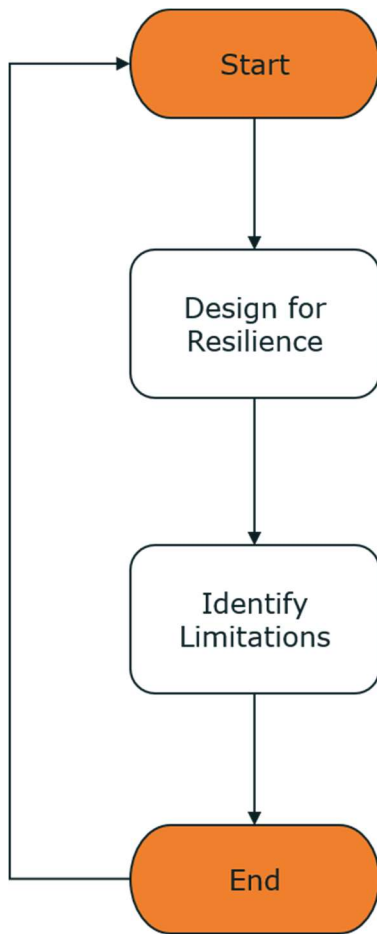 Start
Design for
Resilience
Identify
Limitations
End